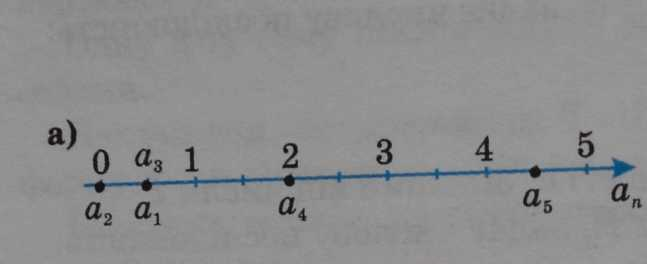 а)
0 a₃ 1 2 3 4 5
a₂ a₁ a₄ a₅ aₙ